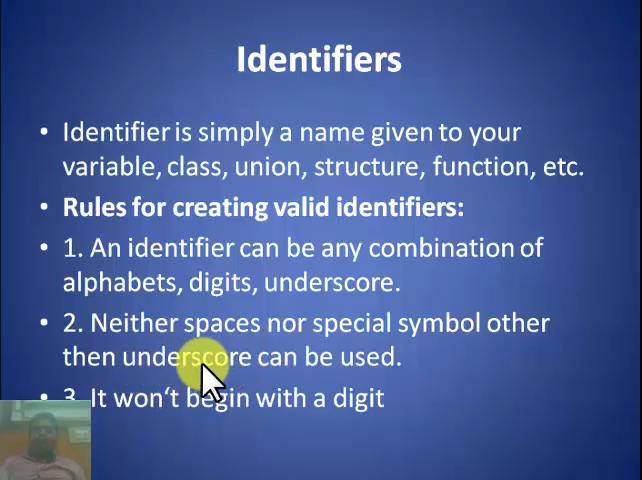 Identifiers
• Identifier is simply a name given to your
variable, class, union, structure, function, etc.
• Rules for creating valid identifiers:
• 1. An identifier can be any combination of
alphabets, digits, underscore.
• 2. Neither spaces nor special symbol other
then underscore can be used.
• 3. It won‘t begin with a digit